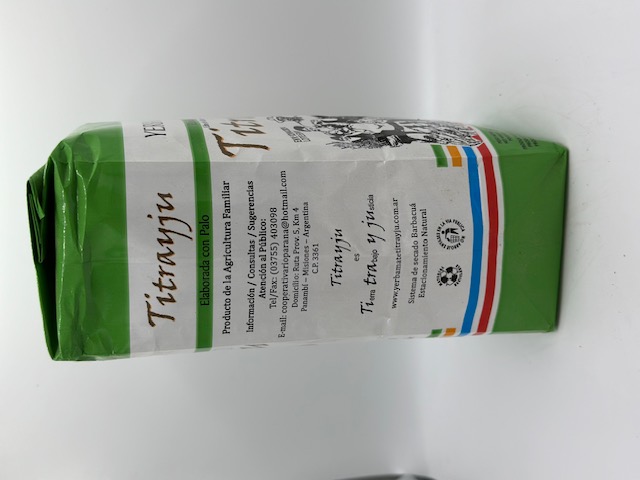 Titrayju
Elaborada con Palo
Producto de la Agricultura Familiar
Información / Consultas / Sugerencias
Atención al Público:
Tel/Fax: (03755) 403098
E-mail: cooperativarioparana@hotmail.com
Domicilio: Ruta Prov. 5, Km 4
Panambí – Misiones – Argentina
C.P. 3361
Titrayju
es
Tierra trabajo y justicia
www.yerbamatetitrayju.com.ar
Sistema de secado Barbacuá
Estacionamiento Natural